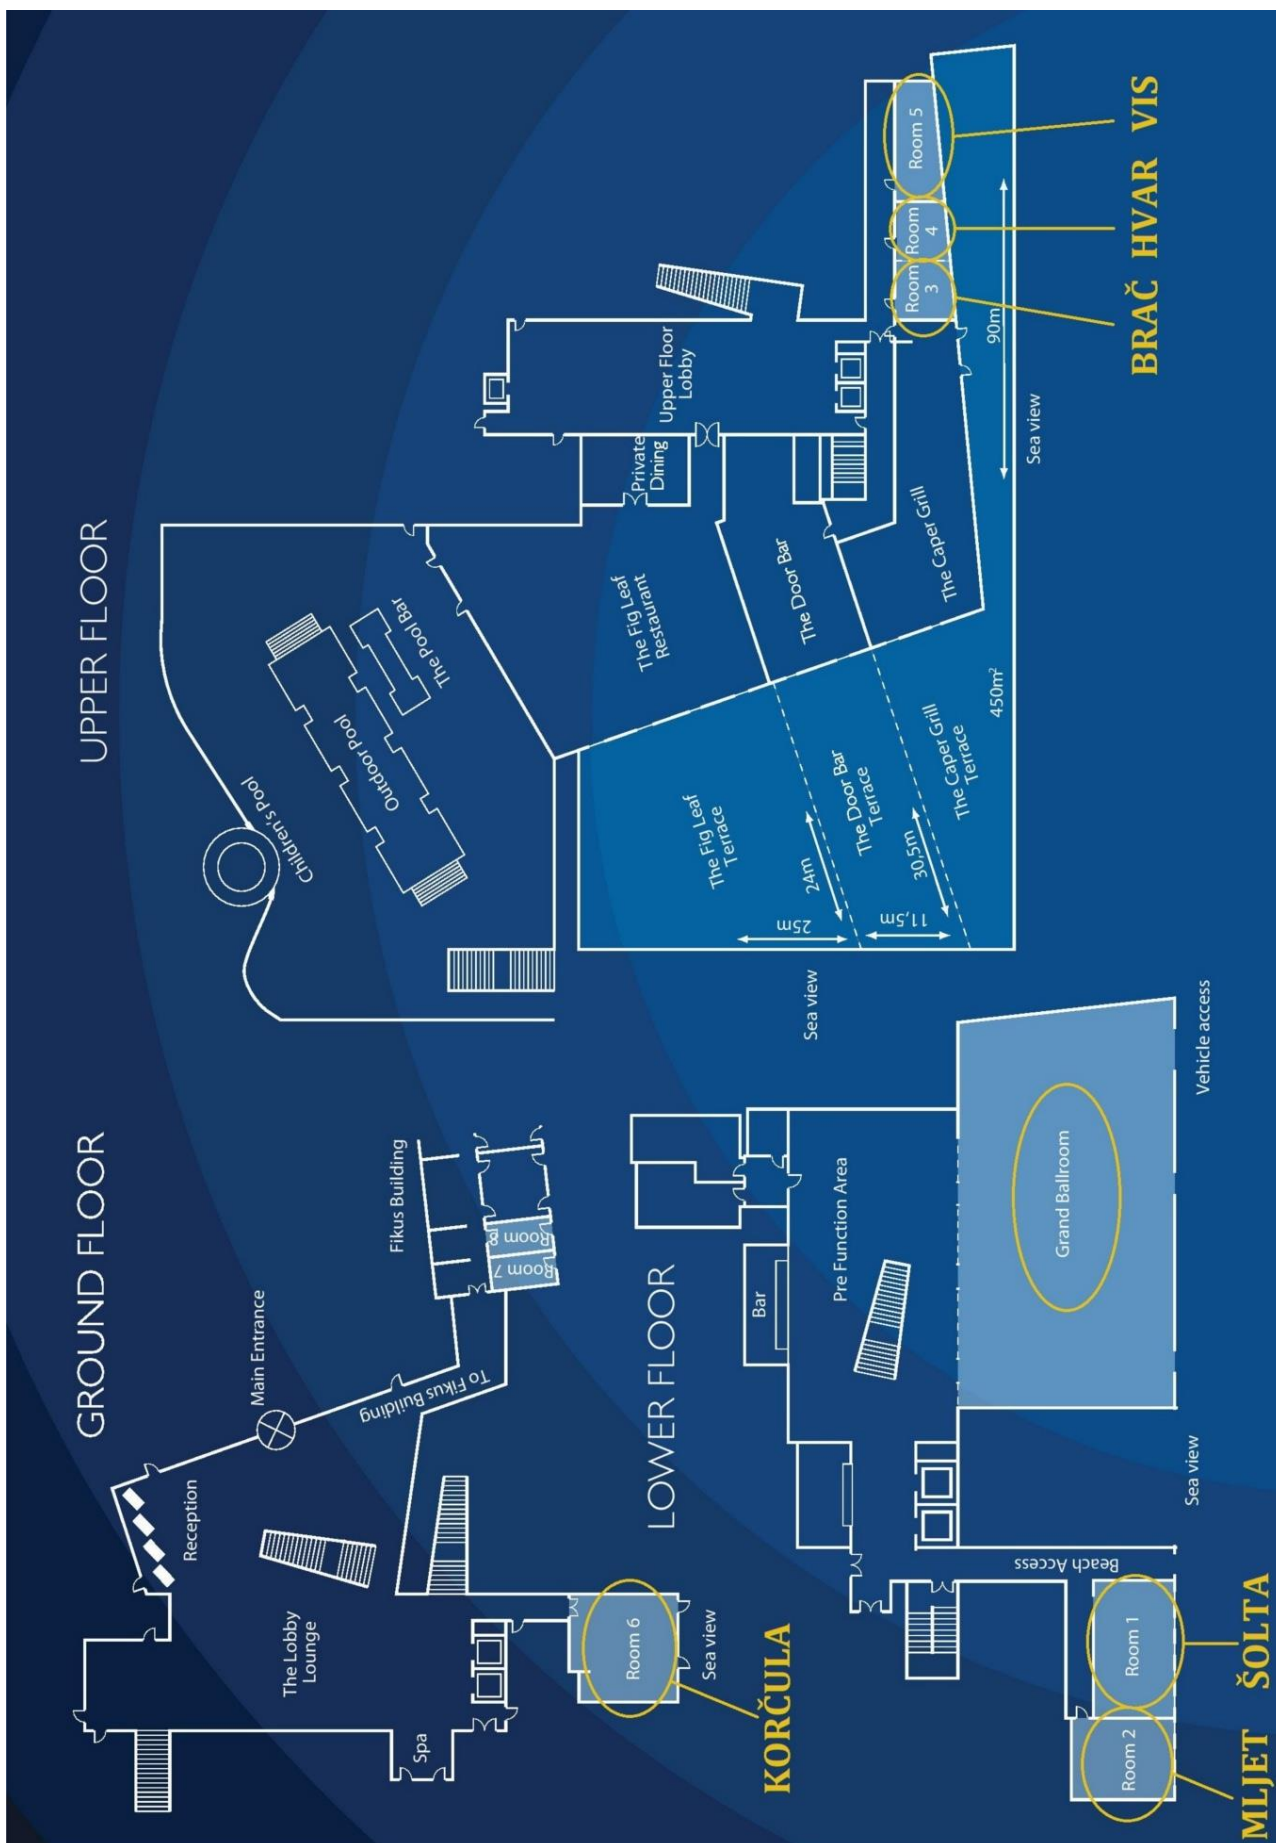 UPPER FLOOR
Children's Pool
Outdoor Pool
The Pool Bar
The Fig Leaf
Restaurant
Private
Dining
Upper Floor
Lobby
The Door Bar
The Caper Grill
The Fig Leaf
Terrace
The Door Bar
Terrace
The Caper Grill
Terrace
24m
25m
30,5m
11,5m
450m²
90m
Sea view
Sea view
Room
3
Room
4
Room 5
BRAČ
HVAR
VIS
GROUND FLOOR
Reception
Main Entrance
The Lobby
Lounge
Spa
To Fikus Building
Fikus Building
Room 7
Room 8
Room 6
Sea view
KORČULA
LOWER FLOOR
Bar
Pre Function Area
Grand Ballroom
Vehicle access
Sea view
Beach Access
Room 2
Room 1
MLJET
ŠOLTA